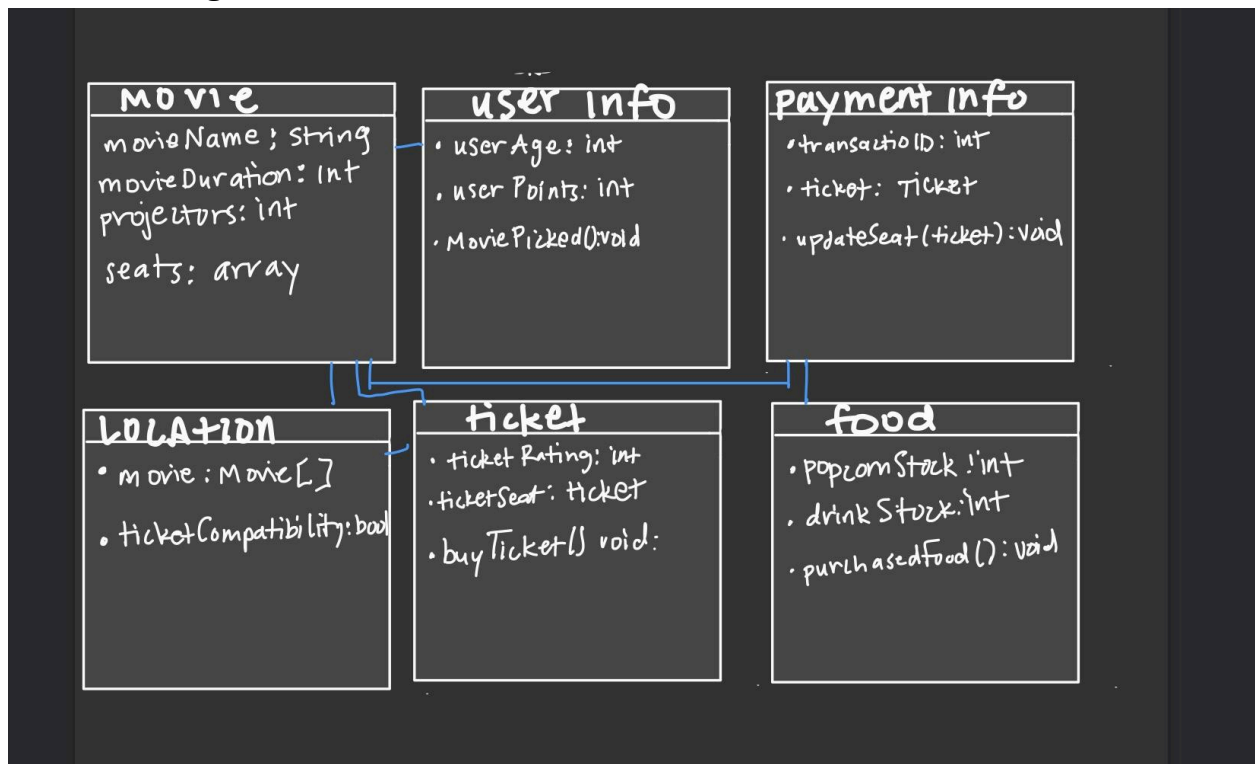 Movie
movieName; String
movieDuration: Int
projectors: int
seats: array
user info
• userAge: int
• user Points: int
• MoviePicked():void
payment info
• transactioID: int
• ticket: Ticket
• updateSeat(ticket): void
LOCATION
• movie: Movie[]
• ticketCompatibility: bool
ticket
• ticketRating: int
• ticketSeat: ticket
• buyTicket() void:
food
• popcornStock: int
• drinkStock: int
• purchasedfood(): void